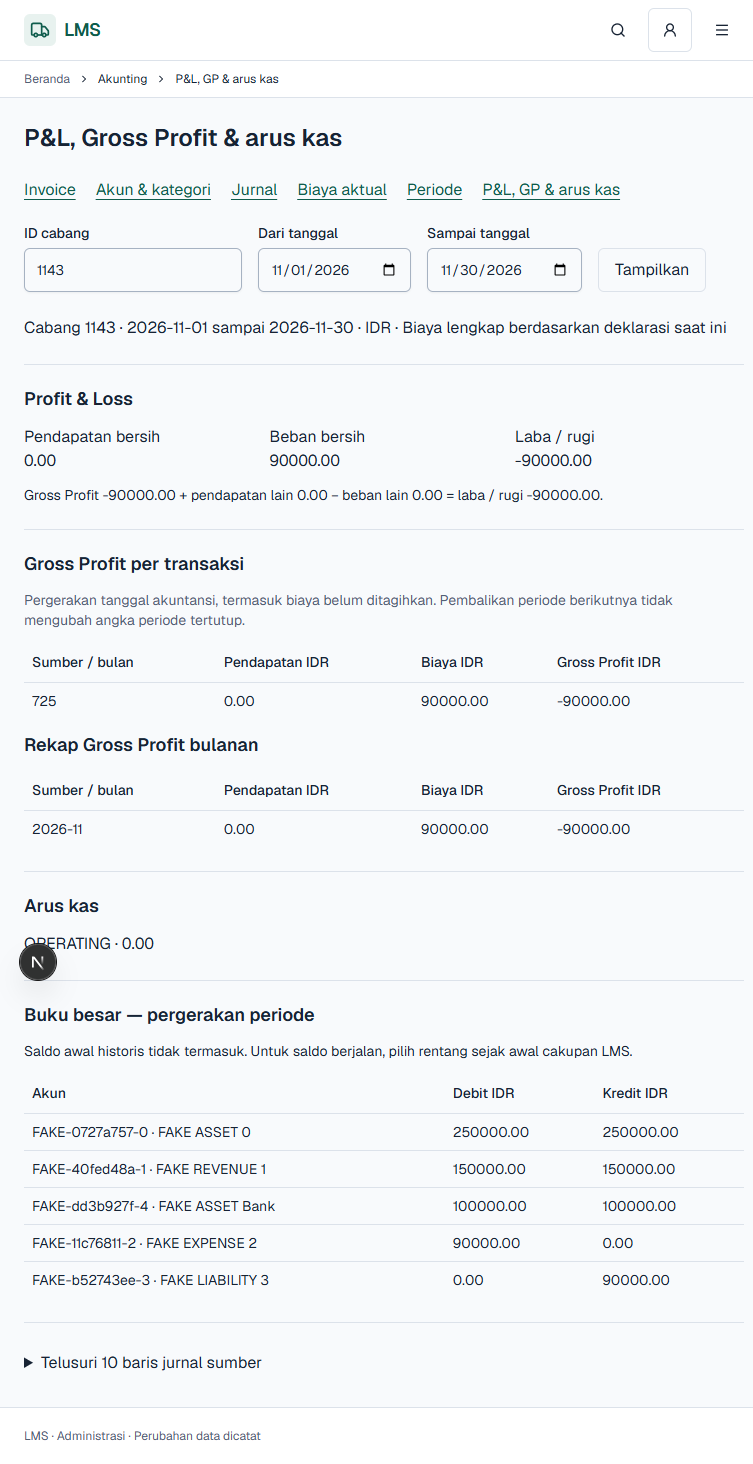 LMS
Beranda > Akunting > P&L, GP & arus kas
P&L, Gross Profit & arus kas
Invoice Akun & kategori Jurnal Biaya aktual Periode P&L, GP & arus kas
ID cabang Dari tanggal Sampai tanggal
1143 11/01/2026 11/30/2026 Tampilkan
Cabang 1143 · 2026-11-01 sampai 2026-11-30 · IDR · Biaya lengkap berdasarkan deklarasi saat ini
Profit & Loss
Pendapatan bersih Beban bersih Laba / rugi
0.00 90000.00 -90000.00
Gross Profit -90000.00 + pendapatan lain 0.00 − beban lain 0.00 = laba / rugi -90000.00.
Gross Profit per transaksi
Pergerakan tanggal akuntansi, termasuk biaya belum ditagihkan. Pembalikan periode berikutnya tidak
mengubah angka periode tertutup.
Sumber / bulan Pendapatan IDR Biaya IDR Gross Profit IDR
725 0.00 90000.00 -90000.00
Rekap Gross Profit bulanan
Sumber / bulan Pendapatan IDR Biaya IDR Gross Profit IDR
2026-11 0.00 90000.00 -90000.00
Arus kas
OPERATING · 0.00
N
Buku besar — pergerakan periode
Saldo awal historis tidak termasuk. Untuk saldo berjalan, pilih rentang sejak awal cakupan LMS.
Akun Debit IDR Kredit IDR
FAKE-0727a757-0 · FAKE ASSET 0 250000.00 250000.00
FAKE-40fed48a-1 · FAKE REVENUE 1 150000.00 150000.00
FAKE-dd3b927f-4 · FAKE ASSET Bank 100000.00 100000.00
FAKE-11c76811-2 · FAKE EXPENSE 2 90000.00 0.00
FAKE-b52743ee-3 · FAKE LIABILITY 3 0.00 90000.00
Telusuri 10 baris jurnal sumber
LMS · Administrasi · Perubahan data dicatat